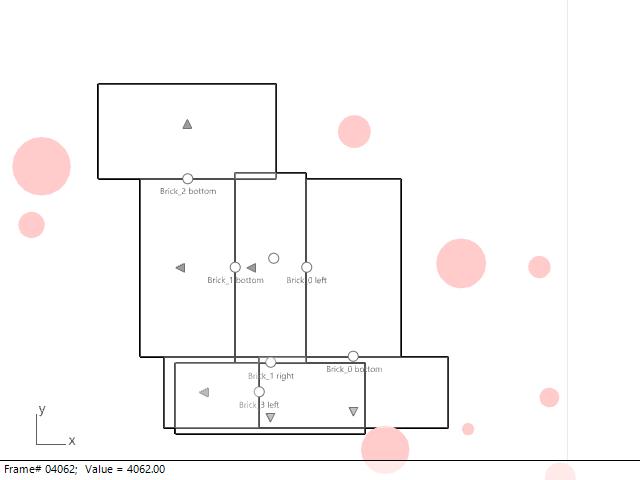 Brick_2 bottom
Brick_1 bottom
Brick_0 left
Brick_0 bottom
Brick_1 right
Brick_3 left
y
x
Frame# 04062; Value = 4062.00